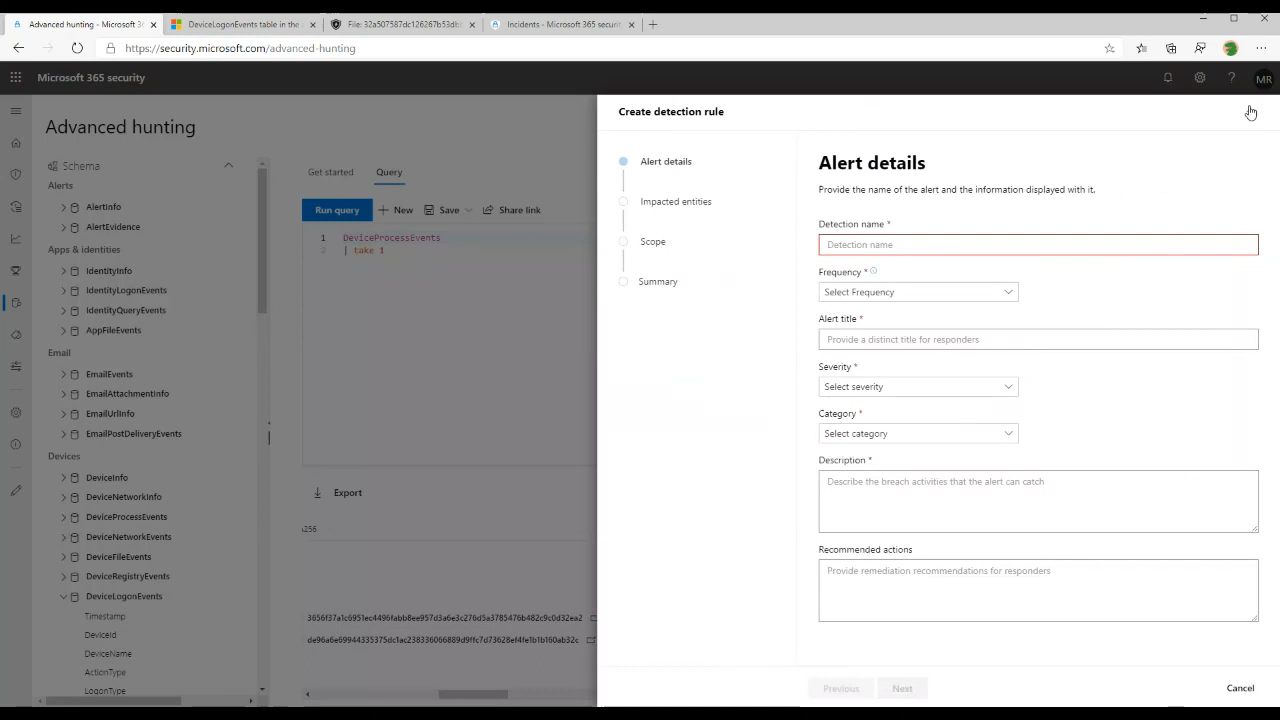 Advanced hunting - Microsoft 36
DeviceLogonEvents table in the
File: 32a507587dc126267b53db
Incidents - Microsoft 365 securit
https://security.microsoft.com/advanced-hunting
Microsoft 365 security
MR
Advanced hunting
Schema
Alerts
AlertInfo
AlertEvidence
Apps & identities
IdentityInfo
IdentityLogonEvents
IdentityQueryEvents
AppFileEvents
Email
EmailEvents
EmailAttachmentInfo
EmailUrlInfo
EmailPostDeliveryEvents
Devices
DeviceInfo
DeviceNetworkInfo
DeviceProcessEvents
DeviceNetworkEvents
DeviceFileEvents
DeviceRegistryEvents
DeviceLogonEvents
Timestamp
DeviceId
DeviceName
ActionType
LogonType
Get started Query
Run query New Save Share link
1 DeviceProcessEvents
2 | take 1
Export
256
3656f37a1c6951ec4496fabb8ee957d3a6e3c276d5a3785476b482c9c0d32ea2
de96a6e69944335375dc1ac238336066889d9ffc7d73628ef4fe1b1b160ab32c
Create detection rule
Alert details
Impacted entities
Scope
Summary
Alert details
Provide the name of the alert and the information displayed with it.
Detection name *
Detection name
Frequency *
Select Frequency
Alert title *
Provide a distinct title for responders
Severity *
Select severity
Category *
Select category
Description *
Describe the breach activities that the alert can catch
Recommended actions
Provide remediation recommendations for responders
Previous Next Cancel